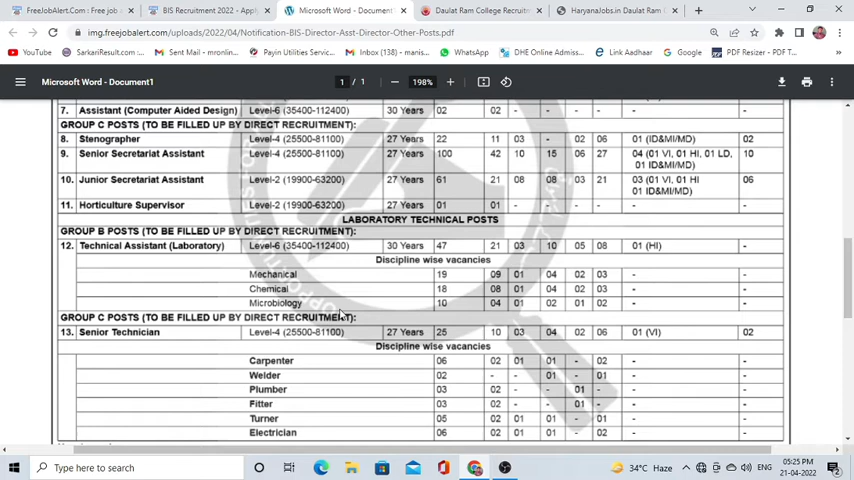 FreeJobAlert.Com : Free job a
BIS Recruitment 2022 - Apply
Microsoft Word - Document1
Daulat Ram College Recruitmen
HaryanaJobs.in Daulat Ram C
freejobalert.com/uploads/2022/04/Notification-BIS-Director-Asst-Director-Other-Posts.pdf
YouTube SarkariResult.com : Sent Mail - mronlin... Payin Utilities Servic... Inbox (138) - manis... WhatsApp DHE Online Admissi... Link Aadhaar Google PDF Resizer | PDF... PDF Drive
Microsoft Word - Document1 1 / 1 198%
7. Assistant (Computer Aided Design) Level-6 (35400-112400) 30 Years 02 02 - - - - - -
GROUP C POSTS (TO BE FILLED UP BY DIRECT RECRUITMENT):
8. Stenographer Level-4 (25500-81100) 27 Years 22 11 03 - 02 06 01 (ID&MI/MD) 02
9. Senior Secretariat Assistant Level-4 (25500-81100) 27 Years 100 42 10 15 06 27 04 (01 VI, 01 HI, 01 LD, 10
01 ID&MI/MD)
10. Junior Secretariat Assistant Level-2 (19900-63200) 27 Years 61 21 08 08 03 21 03 (01 VI, 01 HI 06
01 ID&MI/MD)
11. Horticulture Supervisor Level-2 (19900-63200) 27 Years 01 01 - - - - - -
LABORATORY TECHNICAL POSTS
GROUP B POSTS (TO BE FILLED UP BY DIRECT RECRUITMENT):
12. Technical Assistant (Laboratory) Level-6 (35400-112400) 30 Years 47 21 03 10 05 08 01 (HI) -
Discipline wise vacancies
Mechanical 19 09 01 04 02 03 - -
Chemical 18 08 01 04 02 03 - -
Microbiology 10 04 01 02 01 02 - -
GROUP C POSTS (TO BE FILLED UP BY DIRECT RECRUITMENT):
13. Senior Technician Level-4 (25500-81100) 27 Years 25 10 03 04 02 06 01 (VI) 02
Discipline wise vacancies
Carpenter 06 02 01 01 - 02 - -
Welder 02 - - 01 - 01 - -
Plumber 03 02 - - 01 - - -
Fitter 03 02 - - 01 - - -
Turner 05 02 01 01 - 01 - -
Electrician 06 02 01 01 - 02 - -
Type here to search 34°C Haze ENG 05:25 PM
21-04-2022 2